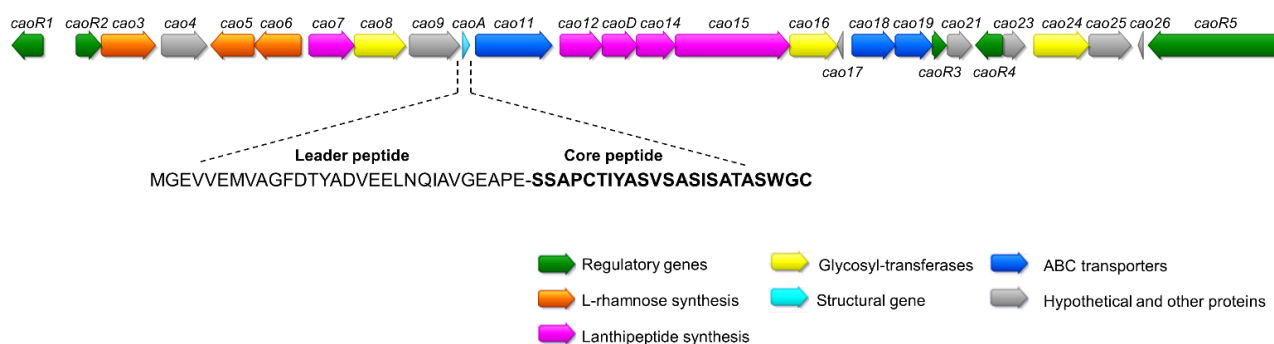 caoR1 caoR2 cao3 cao4 cao5 cao6 cao7 cao8 cao9 caoA cao11 cao12 caoD cao14 cao15 cao16 cao18 cao19 cao21 cao23 cao24 cao25 cao26 caoR5
cao17 caoR3 caoR4
Leader peptide Core peptide
MGEVVEMVAGFDTYADVEELNQIAVGEAPE-SSAPCTIYASVSASISATASWGC
Regulatory genes Glycosyl-transferases ABC transporters
L-rhamnose synthesis Structural gene Hypothetical and other proteins
Lanthipeptide synthesis